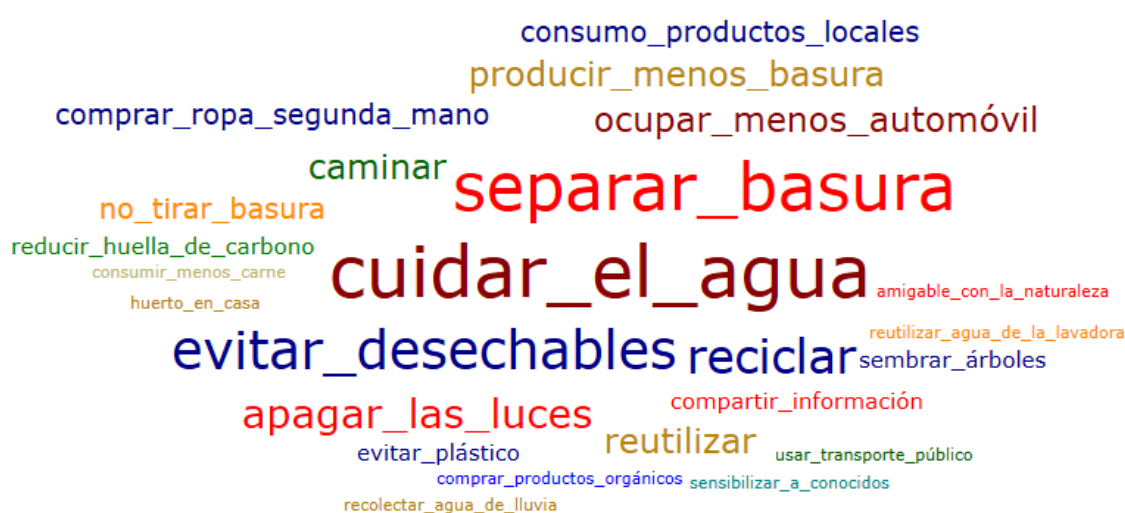 consumo_productos_locales
producir_menos_basura
comprar_ropa_segunda_mano
ocupar_menos_automóvil
caminar
separar_basura
no_tirar_basura
reducir_huella_de_carbono
cuidar_el_agua
consumir_menos_carne
amigable_con_la_naturaleza
huerto_en_casa
reutilizar_agua_de_la_lavadora
evitar_desechables
reciclar
sembrar_árboles
apagar_las_luces
compartir_información
reutilizar
evitar_plástico
usar_transporte_público
comprar_productos_orgánicos
sensibilizar_a_conocidos
recolectar_agua_de_lluvia